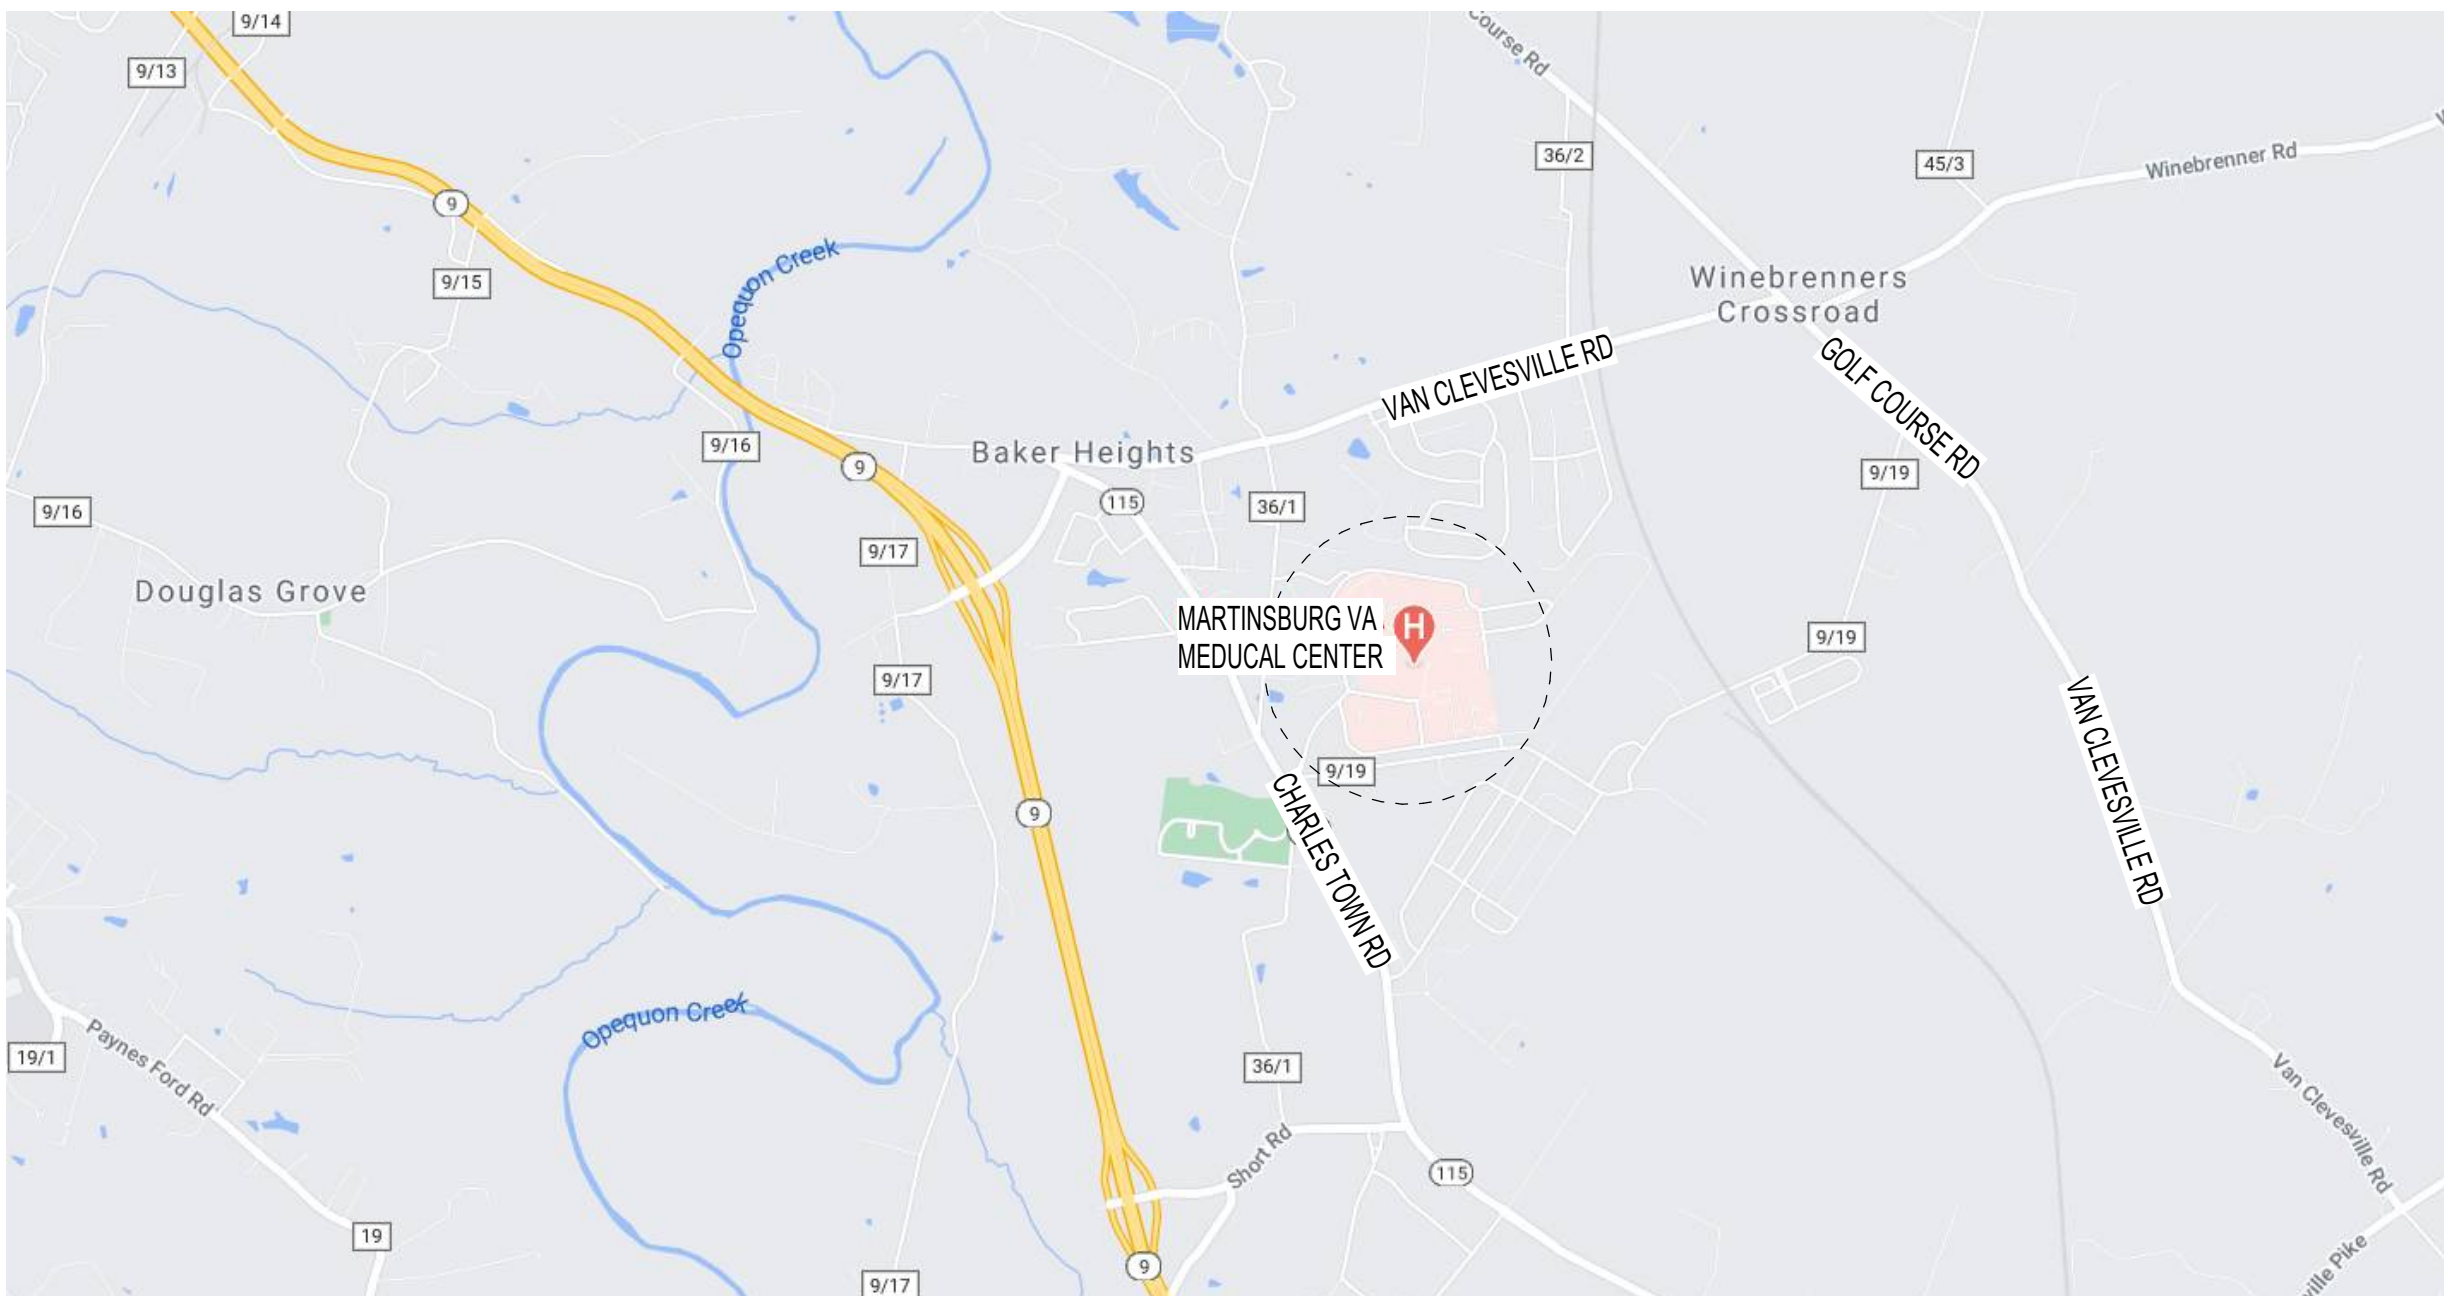 9/14
9/13
Course Rd
36/2
45/3
Winebrenner Rd
9
Opequon Creek
9/15
Winebrenners
Crossroad
VAN CLEVESVILLE RD
GOLF COURSE RD
9/16
Baker Heights
9
9/19
115
36/1
9/16
9/17
Douglas Grove
MARTINSBURG VA
MEDUCAL CENTER
H
9/19
9/17
VAN CLEVESVILLE RD
9/19
CHARLES TOWN RD
9
Opequon Creek
19/1
Paynes Ford Rd
36/1
Van Clevesville Rd
Short Rd
115
19
ville Pike
9
9/17